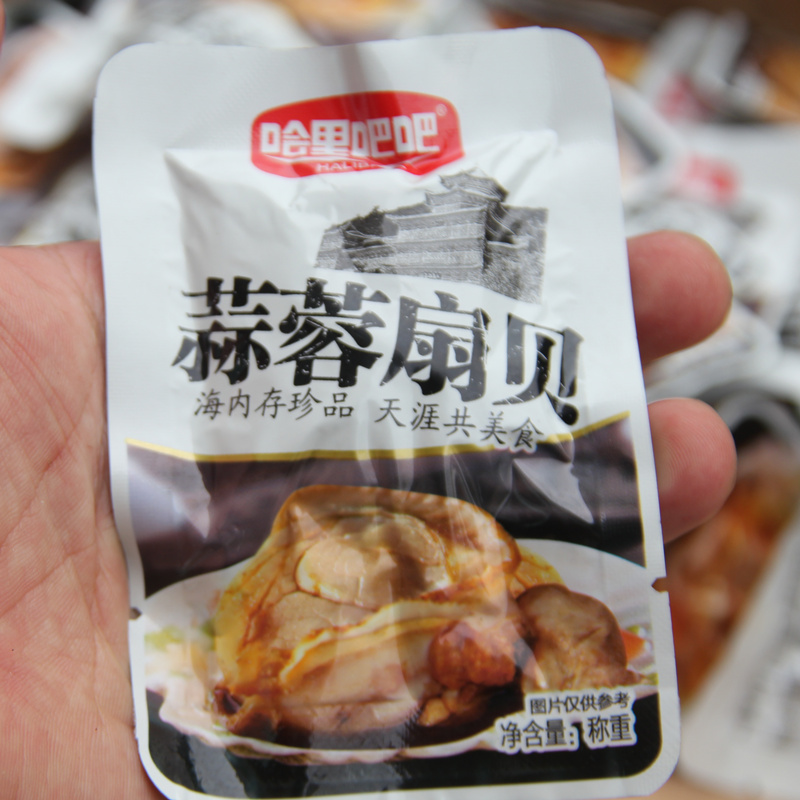 哈里吧吧®
蒜蓉扇贝
海内存珍品 天涯共美食
图片仅供参考
净含量：称重